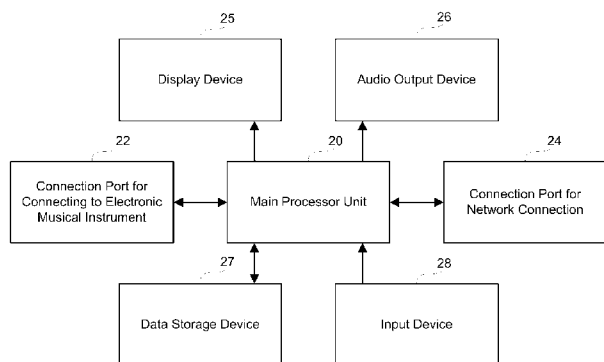 25
26
Display Device
Audio Output Device
22
20
24
Connection Port for
Connecting to Electronic
Musical Instrument
Main Processor Unit
Connection Port for
Network Connection
27
28
Data Storage Device
Input Device